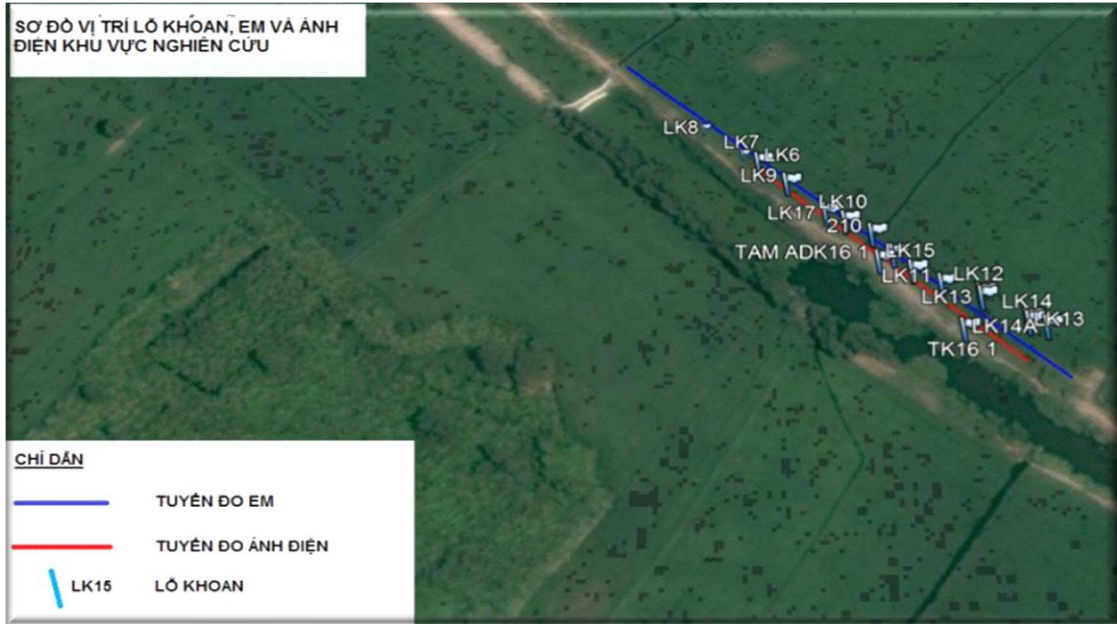 SƠ ĐỒ VỊ TRÍ LỖ KHOAN, EM VÀ ẢNH
ĐIỆN KHU VỰC NGHIÊN CỨU
LK8
LK7
LK6
LK9
LK17
LK10
210
TAM ADK16 1
LK15
LK11
LK12
LK13
LK14
LK14A
LK13
TK16 1
CHỈ DẪN
TUYẾN ĐO EM
TUYẾN ĐO ẢNH ĐIỆN
LK15
LỖ KHOAN